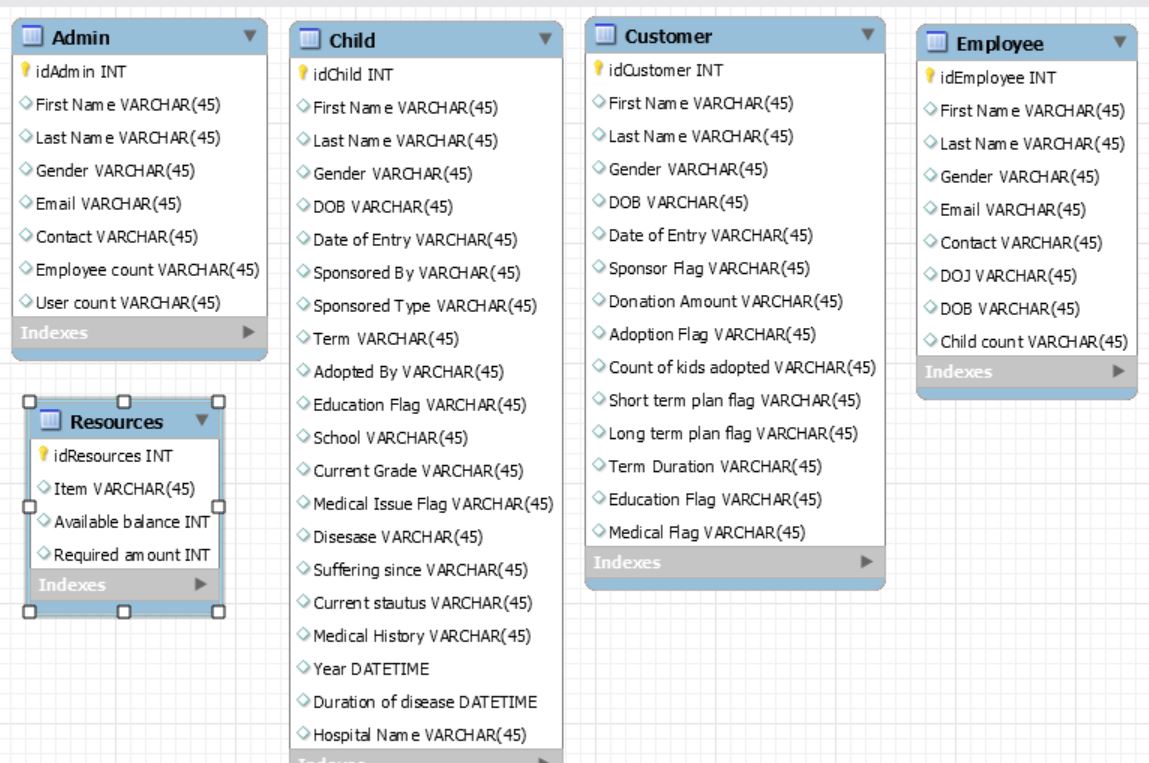 Admin
idAdmin INT
First Name VARCHAR(45)
Last Name VARCHAR(45)
Gender VARCHAR(45)
Email VARCHAR(45)
Contact VARCHAR(45)
Employee count VARCHAR(45)
User count VARCHAR(45)
Indexes
Resources
idResources INT
Item VARCHAR(45)
Available balance INT
Required amount INT
Indexes
Child
idChild INT
First Name VARCHAR(45)
Last Name VARCHAR(45)
Gender VARCHAR(45)
DOB VARCHAR(45)
Date of Entry VARCHAR(45)
Sponsored By VARCHAR(45)
Sponsored Type VARCHAR(45)
Term VARCHAR(45)
Adopted By VARCHAR(45)
Education Flag VARCHAR(45)
School VARCHAR(45)
Current Grade VARCHAR(45)
Medical Issue Flag VARCHAR(45)
Disesase VARCHAR(45)
Suffering since VARCHAR(45)
Current stautus VARCHAR(45)
Medical History VARCHAR(45)
Year DATETIME
Duration of disease DATETIME
Hospital Name VARCHAR(45)
Indexes
Customer
idCustomer INT
First Name VARCHAR(45)
Last Name VARCHAR(45)
Gender VARCHAR(45)
DOB VARCHAR(45)
Date of Entry VARCHAR(45)
Sponsor Flag VARCHAR(45)
Donation Amount VARCHAR(45)
Adoption Flag VARCHAR(45)
Count of kids adopted VARCHAR(45)
Short term plan flag VARCHAR(45)
Long term plan flag VARCHAR(45)
Term Duration VARCHAR(45)
Education Flag VARCHAR(45)
Medical Flag VARCHAR(45)
Indexes
Employee
idEmployee INT
First Name VARCHAR(45)
Last Name VARCHAR(45)
Gender VARCHAR(45)
Email VARCHAR(45)
Contact VARCHAR(45)
DOJ VARCHAR(45)
DOB VARCHAR(45)
Child count VARCHAR(45)
Indexes